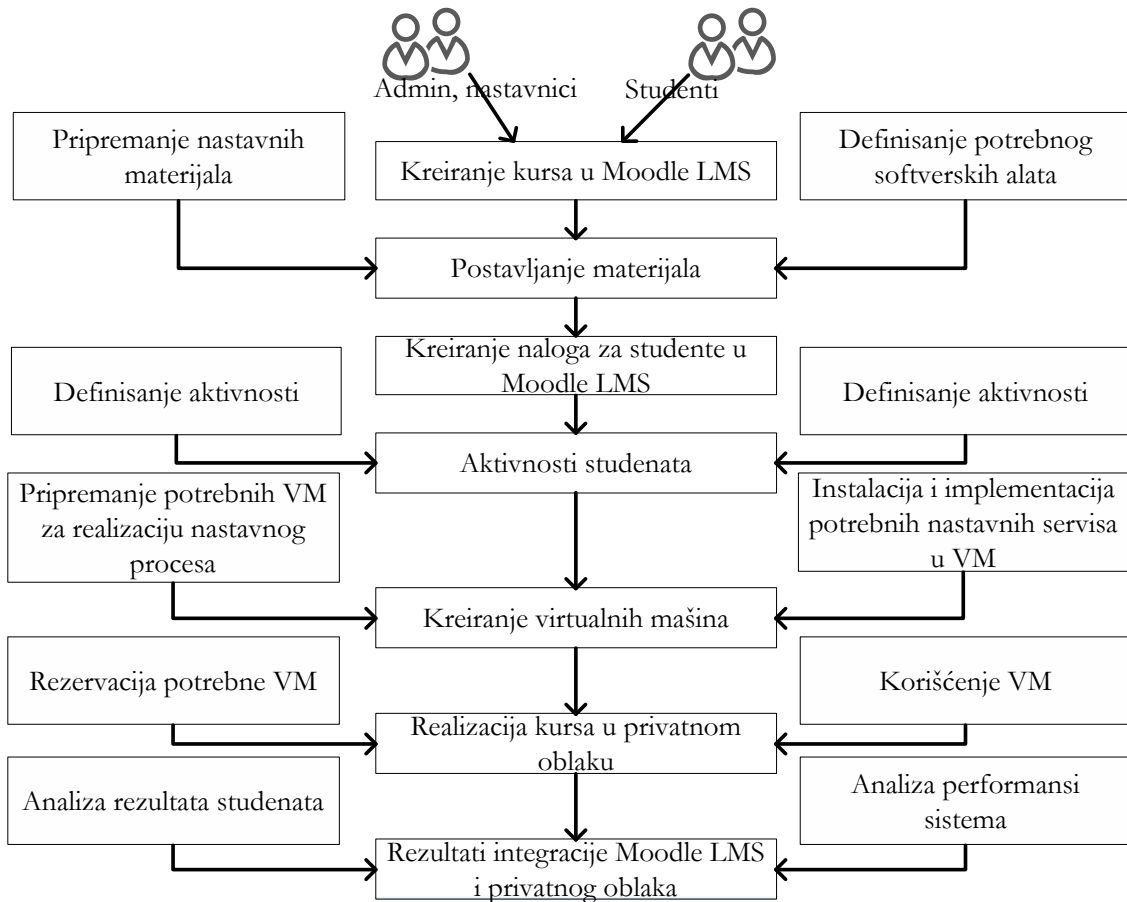 Admin, nastavnici
Studenti
Pripremanje nastavnih
materijala
Kreiranje kursa u Moodle LMS
Definisanje potrebnog
softverskih alata
Postavljanje materijala
Kreiranje naloga za studente u
Moodle LMS
Definisanje aktivnosti
Definisanje aktivnosti
Aktivnosti studenata
Pripremanje potrebnih VM
za realizaciju nastavnog
procesa
Instalacija i implementacija
potrebnih nastavnih servisa
u VM
Kreiranje virtualnih mašina
Rezervacija potrebne VM
Korišćenje VM
Realizacija kursa u privatnom
oblaku
Analiza rezultata studenata
Analiza performansi
sistema
Rezultati integracije Moodle LMS
i privatnog oblaka